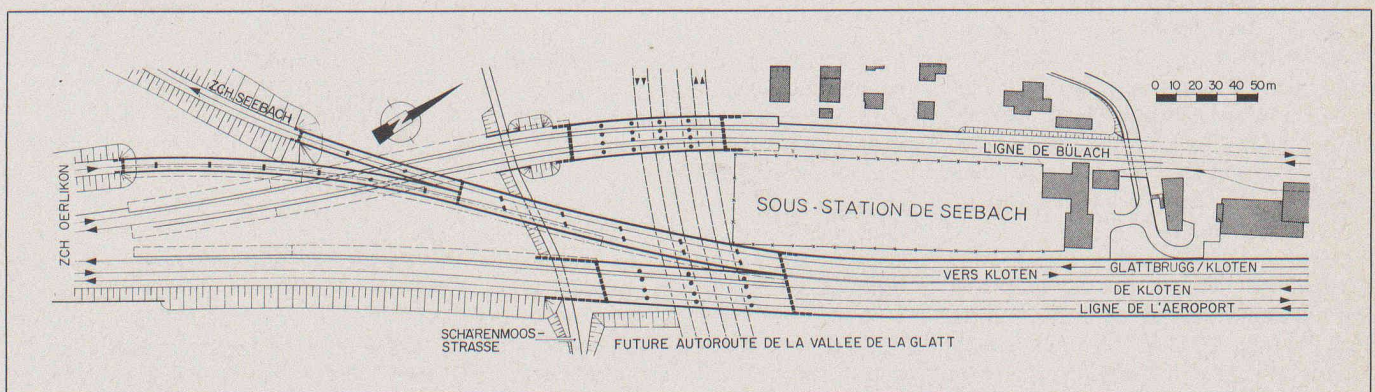 ZCH. SEEBACH
0 10 20 30 40 50m
LIGNE DE BÜLACH
ZCH OERLIKON
SOUS-STATION DE SEEBACH
GLATTBRUGG/KLOTEN
VERS KLOTEN
DE KLOTEN
LIGNE DE L'AEROPORT
SCHÄRENMOOS-
STRASSE
FUTURE AUTOROUTE DE LA VALLEE DE LA GLATT